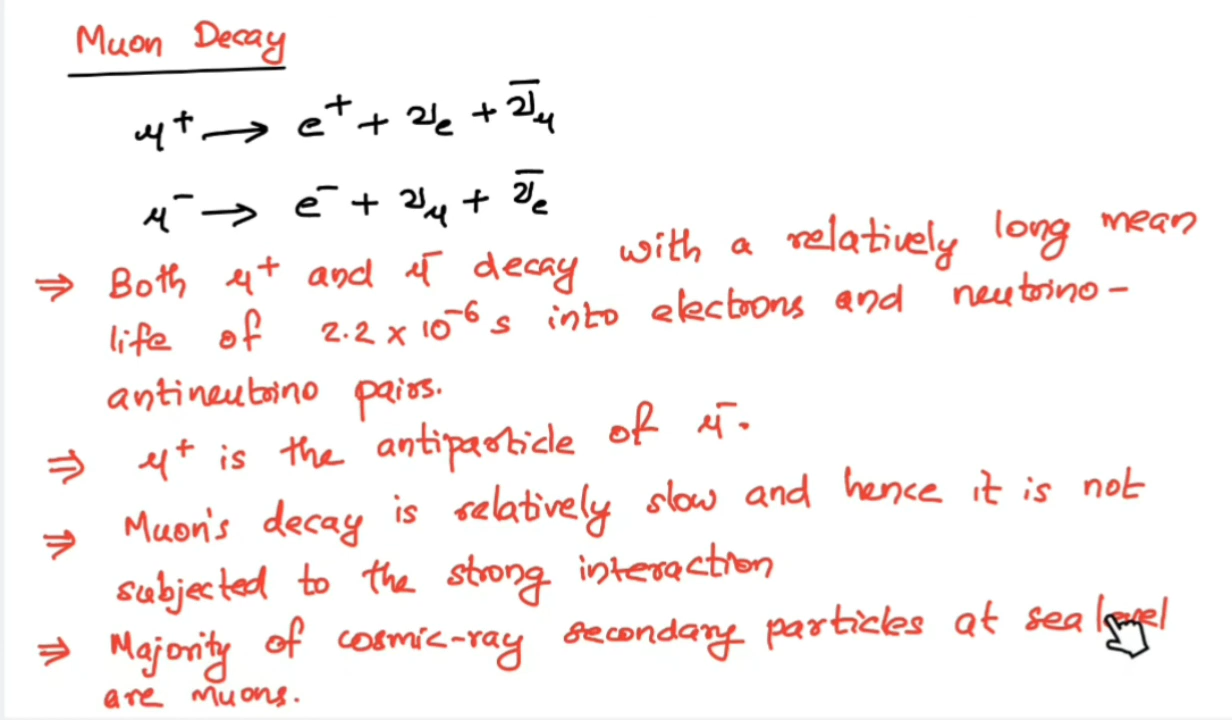 Muon Decay
μ⁺ ⟶ e⁺ + νₑ + ν̅_μ
μ⁻ ⟶ e⁻ + ν_μ + ν̅ₑ
⇒ Both μ⁺ and μ⁻ decay with a relatively long mean
life of 2.2 × 10⁻⁶ s into electrons and neutrino-
antineutrino pairs.
⇒ μ⁺ is the antiparticle of μ⁻.
⇒ Muon's decay is relatively slow and hence it is not
subjected to the strong interaction
⇒ Majority of cosmic-ray secondary particles at sea level
are muons.